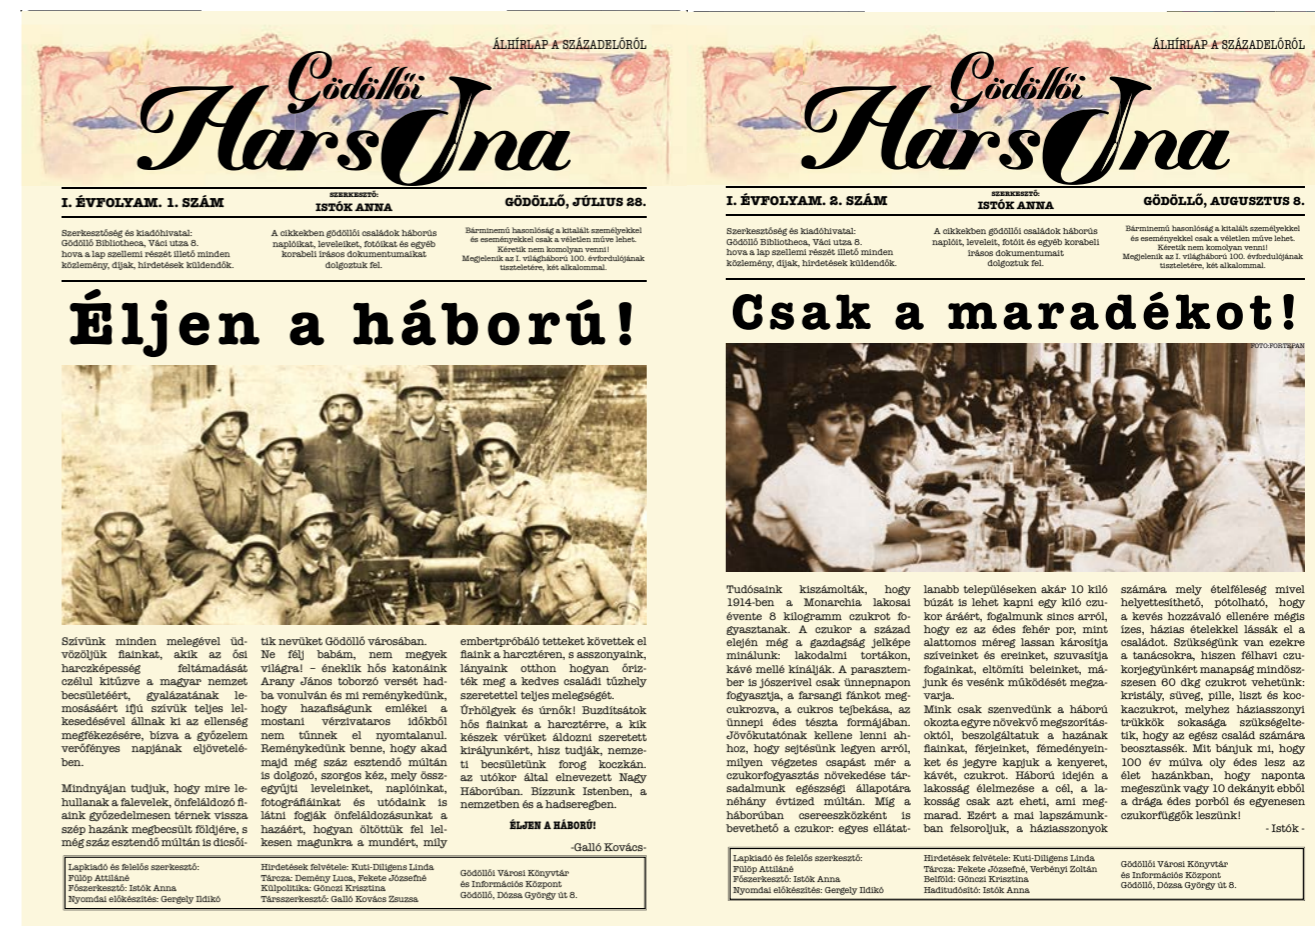 ÁLHÍRLAP A SZÁZADELŐRŐL
Gödöllői
Harsona
I. ÉVFOLYAM. 1. SZÁM
SZERKESZTŐ:
ISTÓK ANNA
GÖDÖLLŐ, JÚLIUS 28.
Szerkesztőség és kiadóhivatal:
Gödöllő Bibliotheca, Váci utza 8.
hova a lap szellemi részét illető minden
közlemény, díjak, hirdetések küldendők.
A cikkekben gödöllői családok háborús
naplóikat, leveleiket, fotóikat és egyéb
korabeli írásos dokumentumaikat
dolgoztuk fel.
Bárminemű hasonlóság a kitalált személyekkel
és eseményekkel csak a véletlen műve lehet.
Kéretik nem komolyan venni!
Megjelenik az I. világháború 100. évfordulójának
tiszteletére, két alkalommal.
Éljen a háború!
Szívünk minden melegével üd-
vözöljük fiainkat, akik az ősi
harczképesség feltámadását
czélul kitűzve a magyar nemzet
becsületéért, gyalázatának le-
mosásáért ifjú szívük teljes lel-
kesedésével állnak ki az ellenség
megfékezésére, bízva a győzelem
verőfényes napjának eljövetelé-
ben.
Mindnyájan tudjuk, hogy mire le-
hullanak a falevelek, önfeláldozó fi-
aink győzedelmesen térnek vissza
szép hazánk megbecsült földjére, s
még száz esztendő múltán is dicsőí-
tik nevüket Gödöllő városában.
Ne félj babám, nem megyek
világra! – éneklik hős katonáink
Arany János toborzó versét had-
ba vonulván és mi reménykedünk,
hogy hazafiságunk emlékei a
mostani vérzivataros időkből
nem tűnnek el nyomtalanul.
Reménykedünk benne, hogy akad
majd még száz esztendő múltán
is dolgozó, szorgos kéz, mely össz-
egyűjti leveleinket, naplóinkat,
fotográfiáinkat és utódaink is
látni fogják önfeláldozásunkat a
hazáért, hogyan öltöttük fel lel-
kesen magunkra a mundért, mily
embertpróbáló tetteket követtek el
fiaink a harcztéren, s asszonyaink,
lányaink otthon hogyan őriz-
ték meg a kedves családi tűzhely
szeretettel teljes melegségét.
Úrhölgyek és úrnők! Buzdítsátok
hős fiainkat a harcztérre, a kik
készek vérüket áldozni szeretett
királyunkért, hisz tudják, nemze-
ti becsületünk forog koczkán.
az utókor által elnevezett Nagy
Háborúban. Bízzunk Istenben, a
nemzetben és a hadseregben.
ÉLJEN A HÁBORÚ!
-Galló Kovács-
Lapkiadó és felelős szerkesztő:
Fülöp Attiláné
Főszerkesztő: Istók Anna
Nyomdai előkészítés: Gergely Ildikó
Hirdetések felvétele: Kuti-Diligens Linda
Tárcza: Demény Luca, Fekete Józsefné
Külpolitika: Gönczi Krisztina
Társszerkesztő: Galló Kovács Zsuzsa
Gödöllői Városi Könyvtár
és Információs Központ
Gödöllő, Dózsa György út 8.
ÁLHÍRLAP A SZÁZADELŐRŐL
Gödöllői
Harsona
I. ÉVFOLYAM. 2. SZÁM
SZERKESZTŐ:
ISTÓK ANNA
GÖDÖLLŐ, AUGUSZTUS 8.
Szerkesztőség és kiadóhivatal:
Gödöllő Bibliotheca, Váci utza 8.
hova a lap szellemi részét illető minden
közlemény, díjak, hirdetések küldendők.
A cikkekben gödöllői családok háborús
naplóit, leveleit, fotóit és egyéb korabeli
írásos dokumentumait
dolgoztuk fel.
Bárminemű hasonlóság a kitalált személyekkel
és eseményekkel csak a véletlen műve lehet.
Kéretik nem komolyan venni!
Megjelenik az I. világháború 100. évfordulójának
tiszteletére, két alkalommal.
Csak a maradékot!
FOTO:FORTEPAN
Tudósaink kiszámolták, hogy
1914-ben a Monarchia lakosai
évente 8 kilogramm czukrot fo-
gyasztanak. A czukor a század
elején még a gazdagság jelképe
minálunk: lakodalmi tortákon,
kávé mellé kínálják. A parasztem-
ber is jószerivel csak ünnepnapon
fogyasztja, a farsangi fánkot meg-
cukrozva, a cukros tejbekása, az
ünnepi édes tészta formájában.
Jövőkutatónak kellene lenni ah-
hoz, hogy sejtésünk legyen arról,
milyen végzetes csapást mér a
czukorfogyasztás növekedése tár-
sadalmunk egészségi állapotára
néhány évtized múltán. Míg a
háborúban csereeszközként is
bevethető a czukor: egyes ellátat-
lanabb településeken akár 10 kiló
búzát is lehet kapni egy kiló czu-
kor áráért, fogalmunk sincs arról,
hogy ez az édes fehér por, mint
alattomos méreg lassan károsítja
szíveinket és ereinket, szuvasítja
fogainkat, eltömíti beleinket, má-
junk és vesénk működését megza-
varja.
Mink csak szenvedünk a háború
okozta egyre növekvő megszorítás-
októl, beszolgáltatuk a hazának
fiainkat, férjeinket, fémedényein-
ket és jegyre kapjuk a kenyeret,
kávét, czukrot. Háború idején a
lakosság élelmezése a cél, a la-
kosság csak azt eheti, ami meg-
marad. Ezért a mai lapszámunk-
ban felsoroljuk, a háziasszonyok
számára mely ételféleség mivel
helyettesíthető, pótolható, hogy
a kevés hozzávaló ellenére mégis
ízes, házias ételekkel lássák el a
családot. Szükségünk van ezekre
a tanácsokra, hiszen félhavi czu-
korjegyünkért manapság mindösz-
szesen 60 dkg czukrot vehetünk:
kristály, süveg, pille, liszt és koc-
kaczukrot, melyhez háziasszonyi
trükkök sokasága szükségelte-
tik, hogy az egész család számára
beosztassék. Mit bánjuk mi, hogy
100 év múlva oly édes lesz az
élet hazánkban, hogy naponta
megeszünk vagy 10 dekányit ebből
a drága édes porból és egyenesen
czukorfüggők leszünk!
- Istók -
Lapkiadó és felelős szerkesztő:
Fülöp Attiláné
Főszerkesztő: Istók Anna
Nyomdai előkészítés: Gergely Ildikó
Hirdetések felvétele: Kuti-Diligens Linda
Tárcza: Fekete Józsefné, Verbényi Zoltán
Belföld: Gönczi Krisztina
Haditudósító: Istók Anna
Gödöllői Városi Könyvtár
és Információs Központ
Gödöllő, Dózsa György út 8.